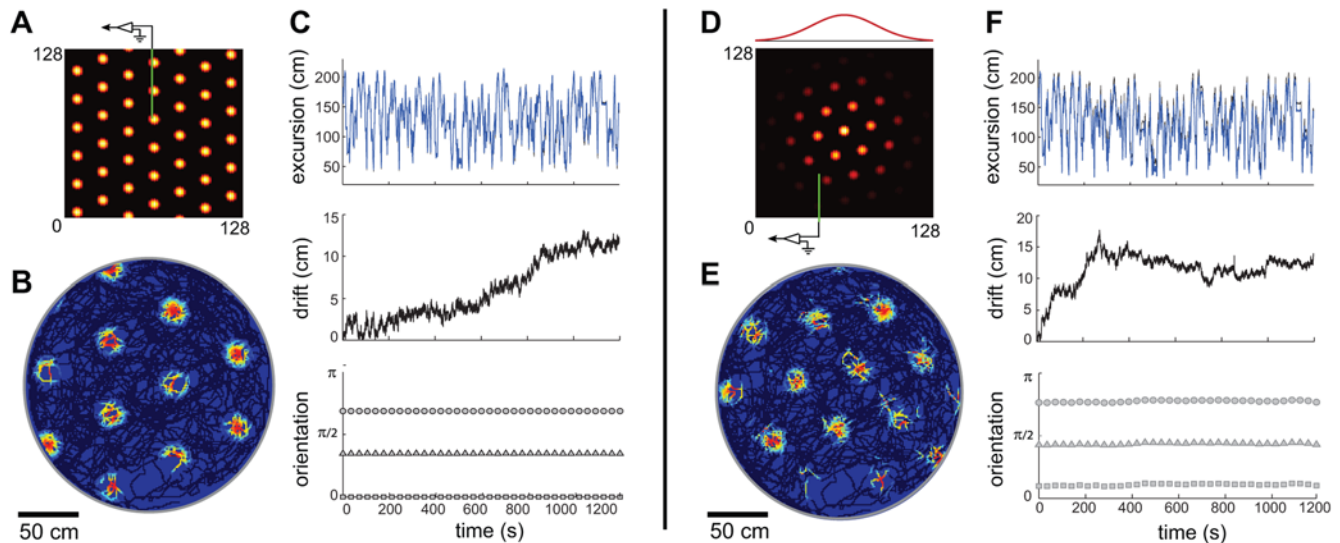 A
128
0
128
B
50 cm
C
excursion (cm)
200
150
100
50
drift (cm)
15
10
5
0
orientation
π
π/2
0
0
200
400
600
800
1000
1200
time (s)
D
128
0
128
E
50 cm
F
excursion (cm)
200
150
100
50
drift (cm)
20
15
10
5
0
orientation
π
π/2
0
0
200
400
600
800
1000
1200
time (s)